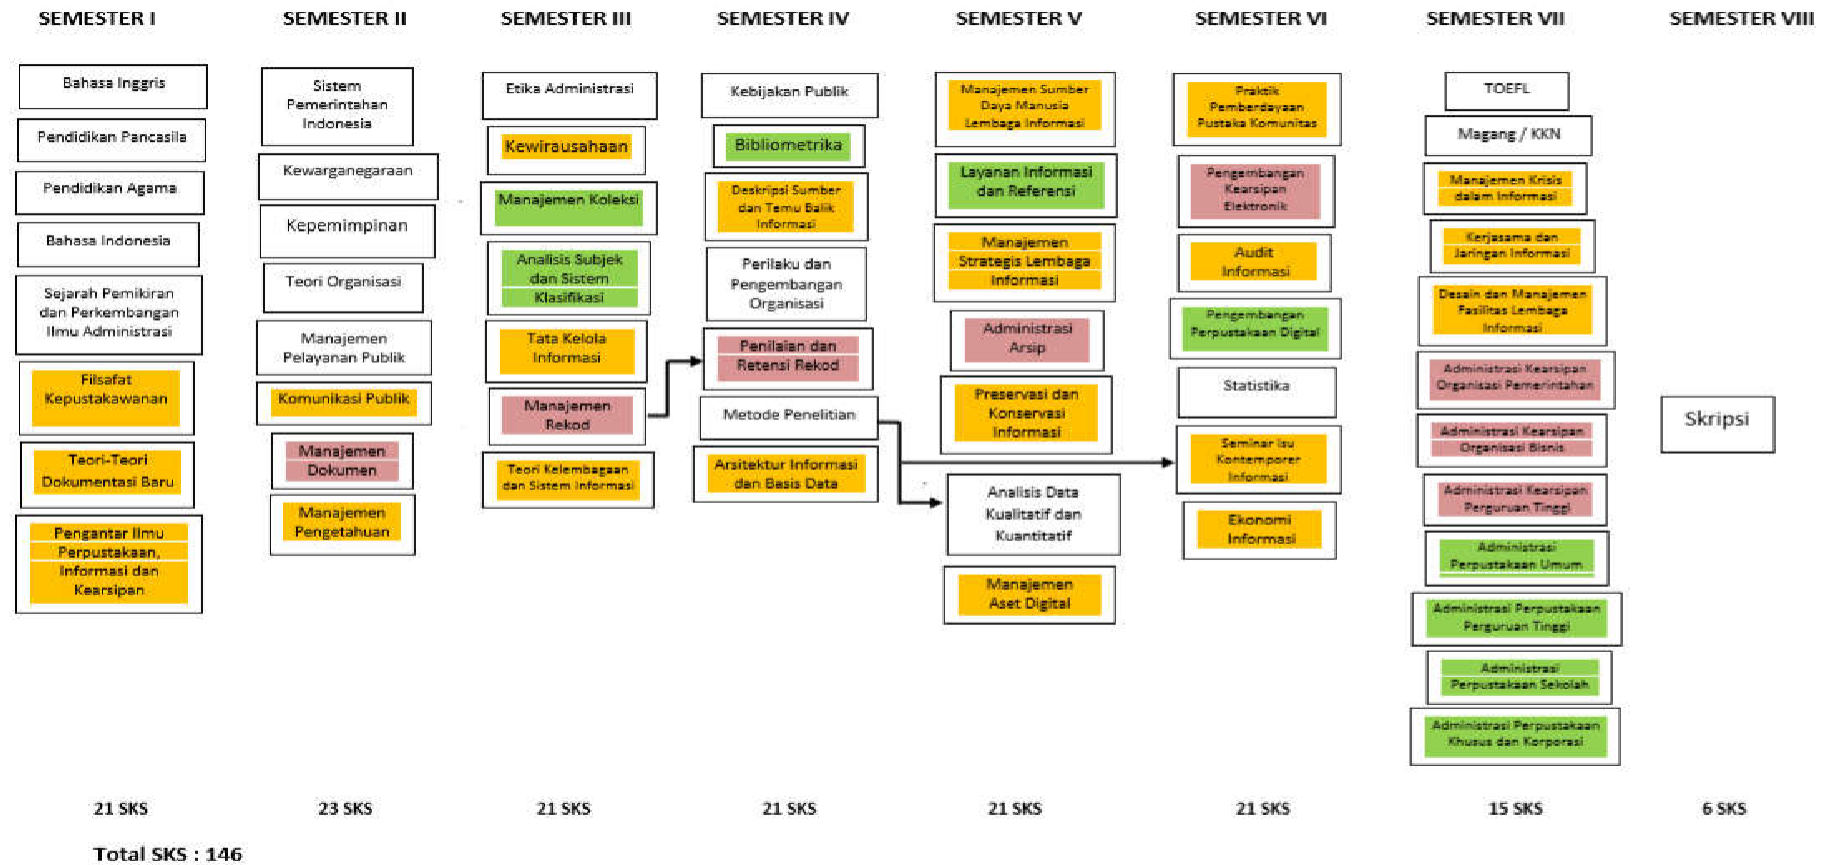 SEMESTER I
Bahasa Inggris
Pendidikan Pancasila
Pendidikan Agama
Bahasa Indonesia
Sejarah Pemikiran
dan Perkembangan
Ilmu Administrasi
Filsafat
Kepustakawanan
Teori-Teori
Dokumentasi Baru
Pengantar Ilmu
Perpustakaan,
Informasi dan
Kearsipan
21 SKS
SEMESTER II
Sistem
Pemerintahan
Indonesia
Kewarganegaraan
Kepemimpinan
Teori Organisasi
Manajemen
Pelayanan Publik
Komunikasi Publik
Manajemen
Dokumen
Manajemen
Pengetahuan
23 SKS
SEMESTER III
Etika Administrasi
Kewirausahaan
Manajemen Koleksi
Analisis Subjek
dan Sistem
Klasifikasi
Tata Kelola
Informasi
Manajemen
Rekod
Teori Kelembagaan
dan Sistem Informasi
21 SKS
SEMESTER IV
Kebijakan Publik
Bibliometrika
Deskripsi Sumber
dan Temu Balik
Informasi
Perilaku dan
Pengembangan
Organisasi
Penilaian dan
Retensi Rekod
Metode Penelitian
Arsitektur Informasi
dan Basis Data
21 SKS
SEMESTER V
Manajemen Sumber
Daya Manusia
Lembaga Informasi
Layanan Informasi
dan Referensi
Manajemen
Strategis Lembaga
Informasi
Administrasi
Arsip
Preservasi dan
Konservasi
Informasi
Analisis Data
Kualitatif dan
Kuantitatif
Manajemen
Aset Digital
21 SKS
SEMESTER VI
Praktik
Pemberdayaan
Pustaka Komunitas
Pengembangan
Kearsipan
Elektronik
Audit
Informasi
Pengembangan
Perpustakaan Digital
Statistika
Seminar Isu
Kontemporer
Informasi
Ekonomi
Informasi
21 SKS
SEMESTER VII
TOEFL
Magang / KKN
Manajemen Krisis
dalam Informasi
Kerjasama dan
Jaringan Informasi
Desain dan Manajemen
Fasilitas Lembaga
Informasi
Administrasi Kearsipan
Organisasi Pemerintahan
Administrasi Kearsipan
Organisasi Bisnis
Administrasi Kearsipan
Perguruan Tinggi
Administrasi
Perpustakaan Umum
Administrasi Perpustakaan
Perguruan Tinggi
Administrasi
Perpustakaan Sekolah
Administrasi Perpustakaan
Khusus dan Korporasi
15 SKS
SEMESTER VIII
Skripsi
6 SKS
Total SKS : 146